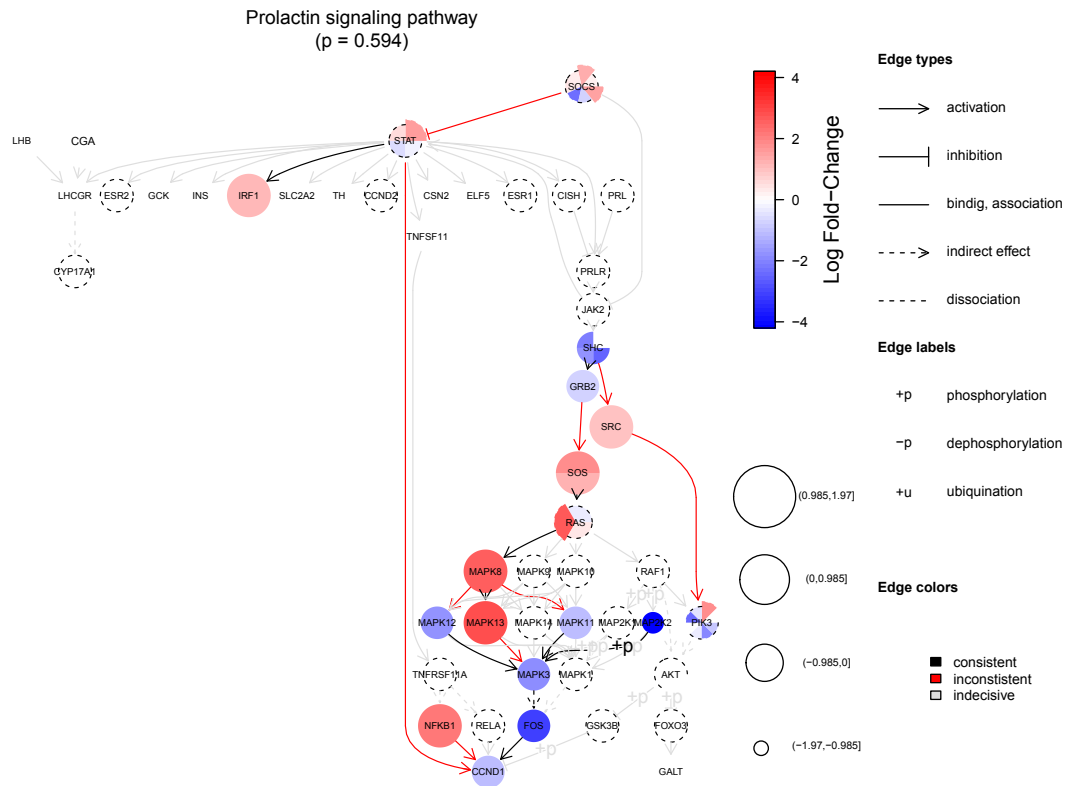 Prolactin signaling pathway
(p = 0.594)
Edge types
SOCS
4
activation
LHB
CGA
STAT
2
inhibition
LHCGR
ESR2
GCK
INS
IRF1
SLC2A2
TH
CCND2
CSN2
ELF5
ESR1
CISH
PRL
0
Log Fold−Change
bindig, association
TNFSF11
indirect effect
CYP17A1
PRLR
−2
JAK2
dissociation
−4
SHC
Edge labels
GRB2
+p
phosphorylation
SRC
−p
dephosphorylation
SOS
+u
ubiquination
(0.985,1.97]
RAS
MAPK8
MAPK9
MAPK10
RAF1
(0,0.985]
Edge colors
+p
+p
MAPK12
MAPK13
MAPK14
MAPK11
MAP2K1
MAP2K2
PIK3
+p
+p
+p
TNFRSF11A
MAPK3
MAPK1
AKT
(−0.985,0]
consistent
inconstistent
indecisive
+p
+p
NFKB1
RELA
FOS
GSK3B
FOXO3
+p
(−1.97,−0.985]
CCND1
GALT